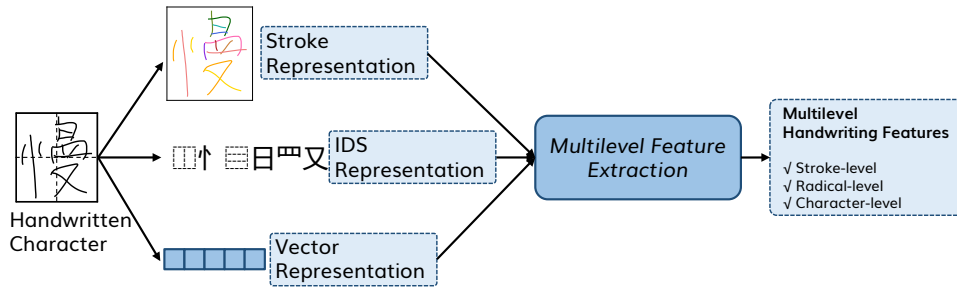 慢
Handwritten
Character
慢
Stroke
Representation
⿰忄⿳日罒又
IDS
Representation
Vector
Representation
Multilevel Feature
Extraction
Multilevel
Handwriting Features
√ Stroke-level
√ Radical-level
√ Character-level